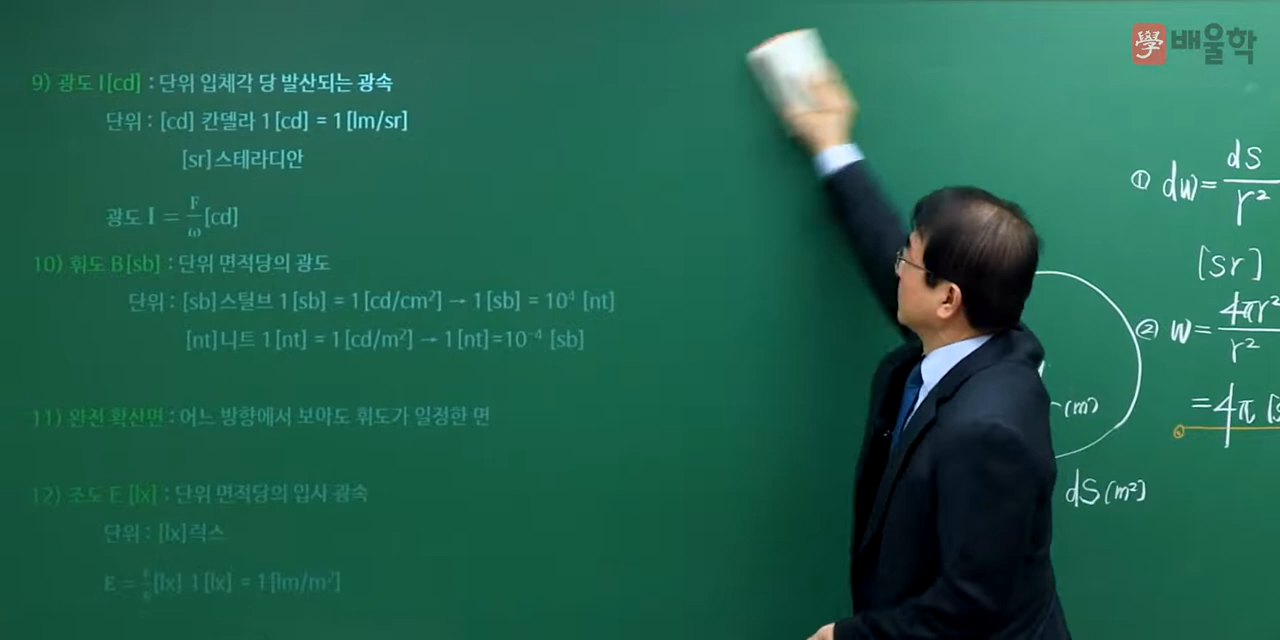 學 배울학
9) 광도 I[cd] : 단위 입체각 당 발산되는 광속
단위 : [cd] 칸델라 1[cd] = 1[lm/sr]
[sr]스테라디안
광도 I = F/ω[cd]
10) 휘도 B[sb] : 단위 면적당의 광도
단위 : [sb]스틸브 1[sb] = 1[cd/cm²] → 1[sb] = 10⁴ [nt]
[nt]니트 1[nt] = 1[cd/m²] → 1[nt]=10⁻⁴ [sb]
11) 완전 확산면 : 어느 방향에서 보아도 휘도가 일정한 면
12) 조도 E [lx] : 단위 면적당의 입사 광속
단위 : [lx]럭스
E = [lx] 1[lx] = 1[lm/m²]
① dω = dS/r²
[sr]
② ω = 4πr²/r²
= 4π
(m)
dS(m²)